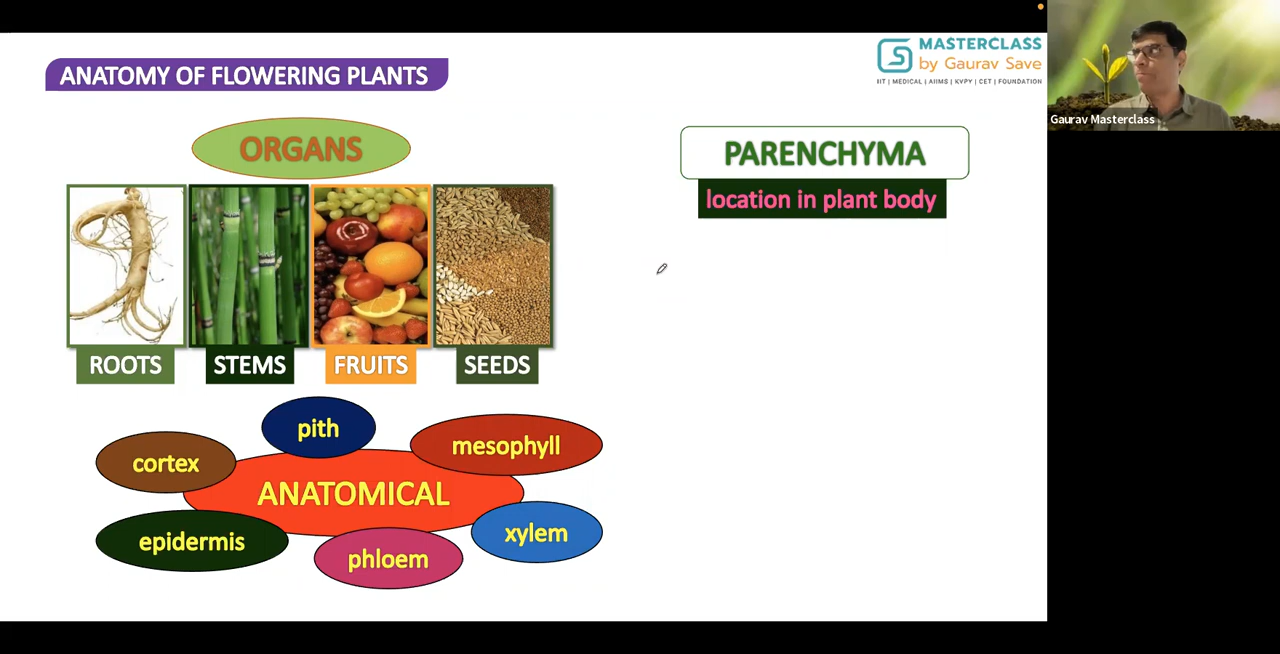 ANATOMY OF FLOWERING PLANTS
MASTERCLASS
by Gaurav Save
IIT | MEDICAL | AIIMS | KVPY | CET | FOUNDATION
Gaurav Masterclass
ORGANS
PARENCHYMA
location in plant body
ROOTS
STEMS
FRUITS
SEEDS
pith
mesophyll
cortex
ANATOMICAL
xylem
epidermis
phloem